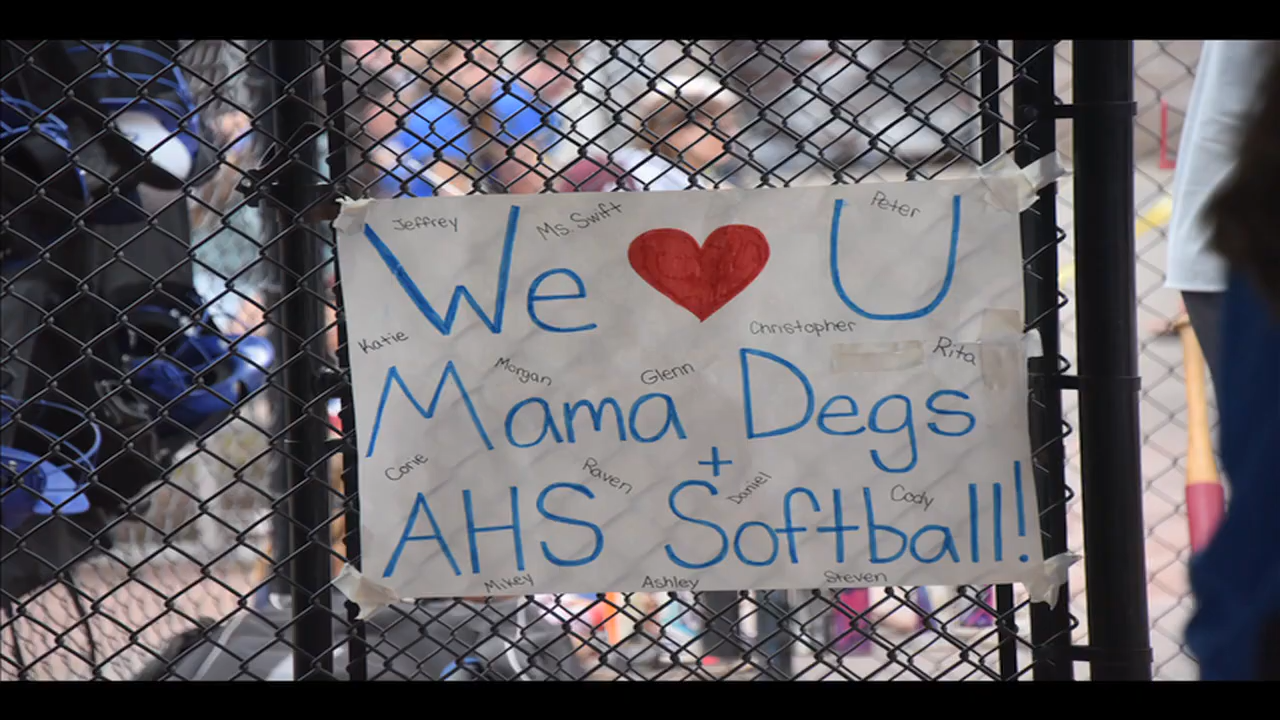 Jeffrey
Ms. Swift
Peter
We ❤ U
Katie
Christopher
Rita
Morgan
Glenn
Mama Degs
+
Corie
Raven
Daniel
Cody
AHS Softball!
Mikey
Ashley
Steven